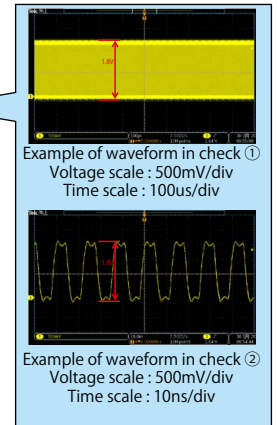 1.8V
Example of waveform in check ①
Voltage scale : 500mV/div
Time scale : 100us/div
1.8V
Example of waveform in check ②
Voltage scale : 500mV/div
Time scale : 10ns/div